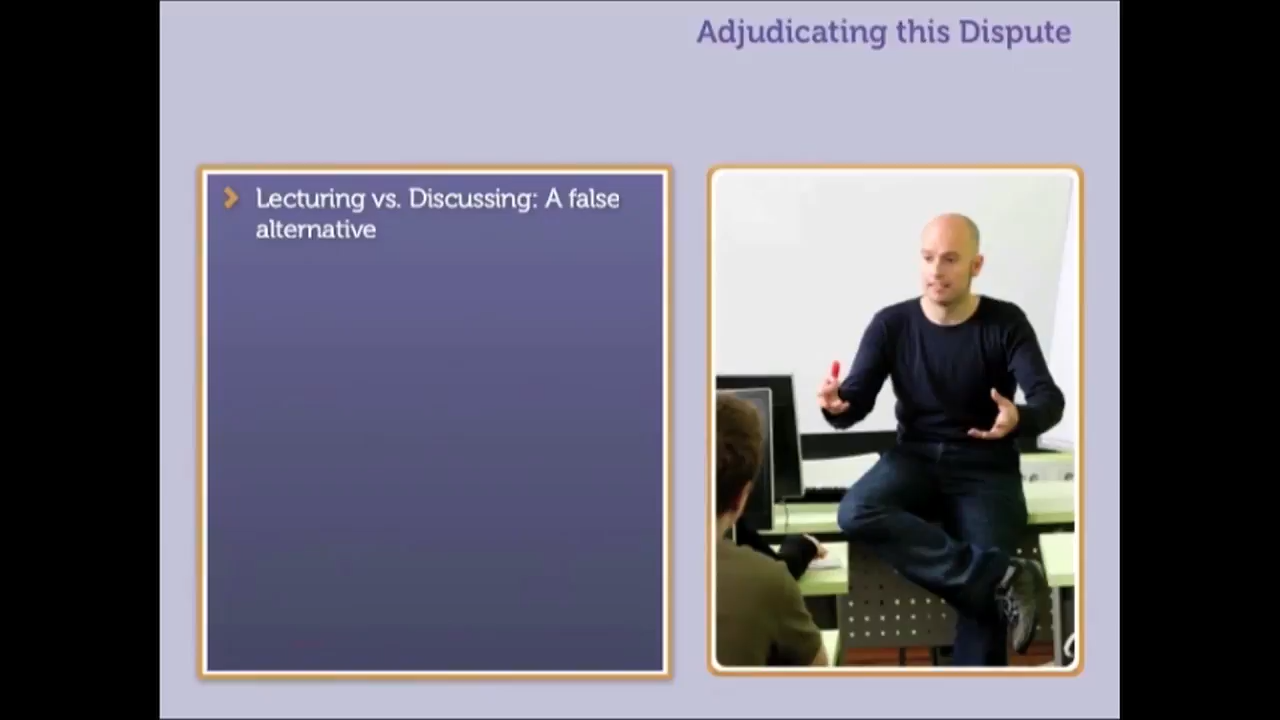 Adjudicating this Dispute
Lecturing vs. Discussing: A false
alternative